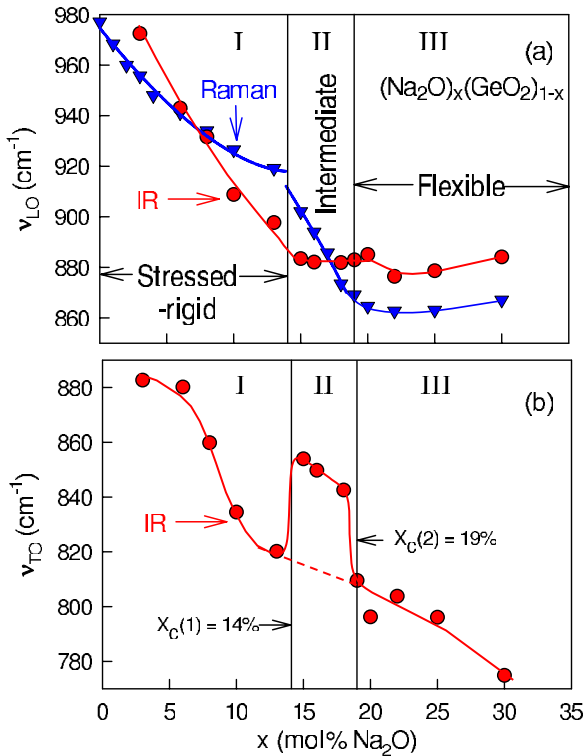 980
I II III (a)
960
Raman
(Na2O)x(GeO2)1-x
940
νLO (cm-1)
920
Intermediate
IR
Flexible
900
880
Stressed
-rigid
860
880
I II III (b)
860
νTO (cm-1)
840
IR
XC(2) = 19%
820
800
XC(1) = 14%
780
0 5 10 15 20 25 30 35
x (mol% Na2O)